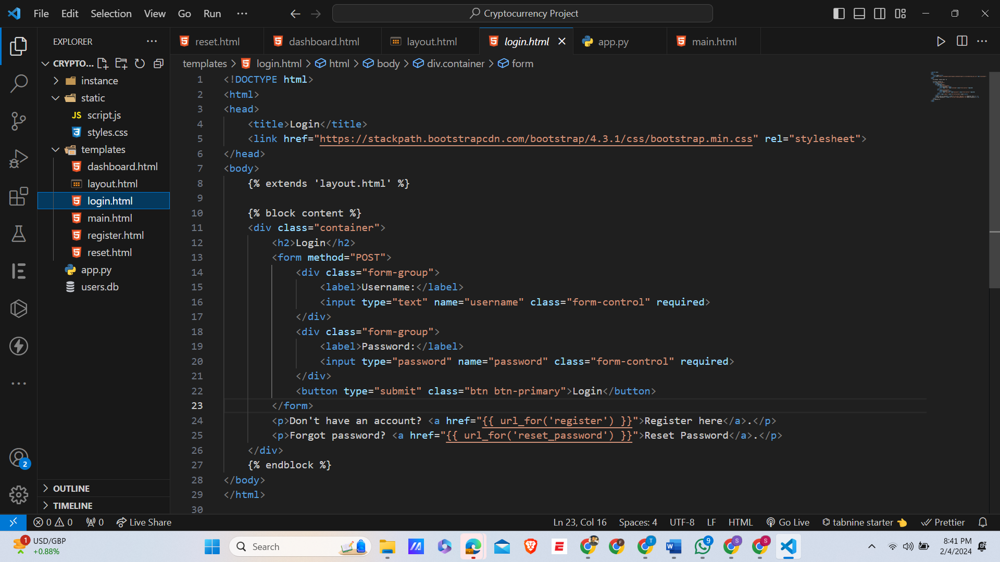 File Edit Selection View Go Run ··· Cryptocurrency Project
EXPLORER ···
CRYPTO...
instance
static
JS script.js
styles.css
templates
dashboard.html
layout.html
login.html
main.html
register.html
reset.html
app.py
users.db
OUTLINE
TIMELINE
2
reset.html dashboard.html layout.html login.html app.py main.html
templates > login.html > html > body > div.container > form
1 <!DOCTYPE html>
2 <html>
3 <head>
4 <title>Login</title>
5 <link href="https://stackpath.bootstrapcdn.com/bootstrap/4.3.1/css/bootstrap.min.css" rel="stylesheet">
6 </head>
7 <body>
8 {% extends 'layout.html' %}
9
10 {% block content %}
11 <div class="container">
12 <h2>Login</h2>
13 <form method="POST">
14 <div class="form-group">
15 <label>Username:</label>
16 <input type="text" name="username" class="form-control" required>
17 </div>
18 <div class="form-group">
19 <label>Password:</label>
20 <input type="password" name="password" class="form-control" required>
21 </div>
22 <button type="submit" class="btn btn-primary">Login</button>
23 </form>
24 <p>Don't have an account? <a href="{{ url_for('register') }}">Register here</a>.</p>
25 <p>Forgot password? <a href="{{ url_for('reset_password') }}">Reset Password</a>.</p>
26 </div>
27 {% endblock %}
28 </body>
29 </html>
30
0 0 0 Live Share Ln 23, Col 16 Spaces: 4 UTF-8 LF HTML Go Live tabnine starter Prettier
1 USD/GBP
+0.88%
Search
E F T W 9 S S
8:41 PM
2/4/2024